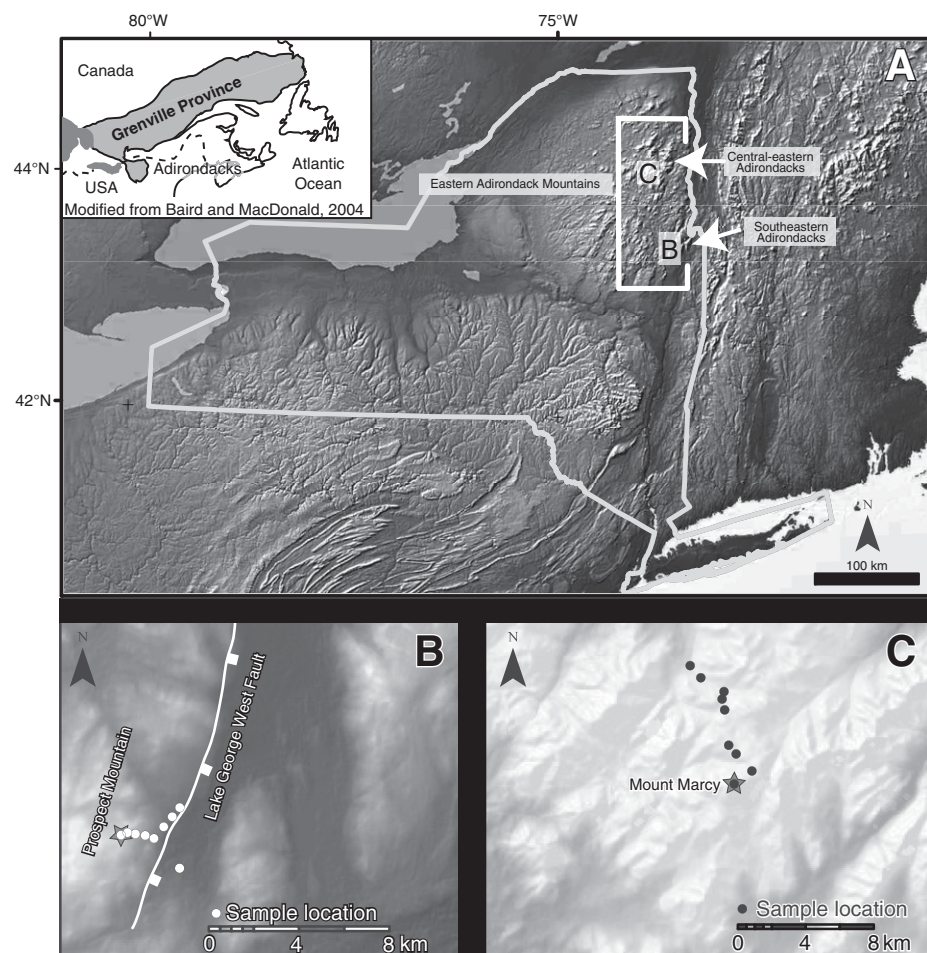 80°W
75°W
A
Canada
Grenville Province
Adirondacks
Atlantic
Ocean
USA
Modified from Baird and MacDonald, 2004
44°N
42°N
Eastern Adirondack Mountains
C
Central-eastern
Adirondacks
B
Southeastern
Adirondacks
N
100 km
N
B
Prospect Mountain
Lake George West Fault
Sample location
0 4 8 km
N
C
Mount Marcy
Sample location
0 4 8 km